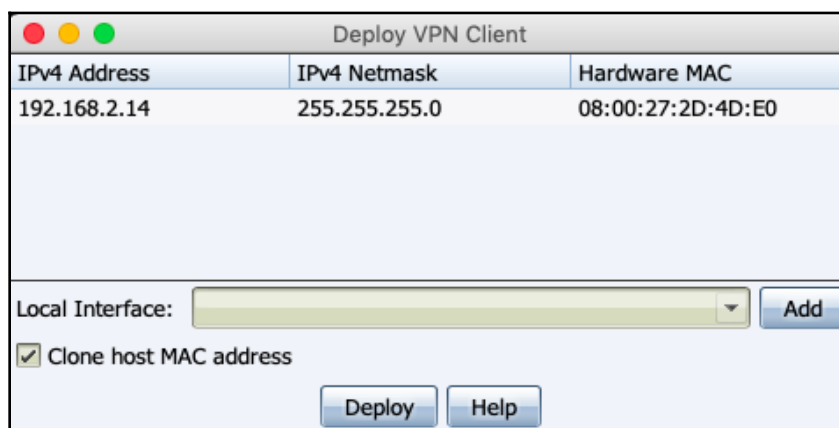 Deploy VPN Client
IPv4 Address IPv4 Netmask Hardware MAC
192.168.2.14 255.255.255.0 08:00:27:2D:4D:E0
Local Interface: Add
Clone host MAC address
Deploy Help